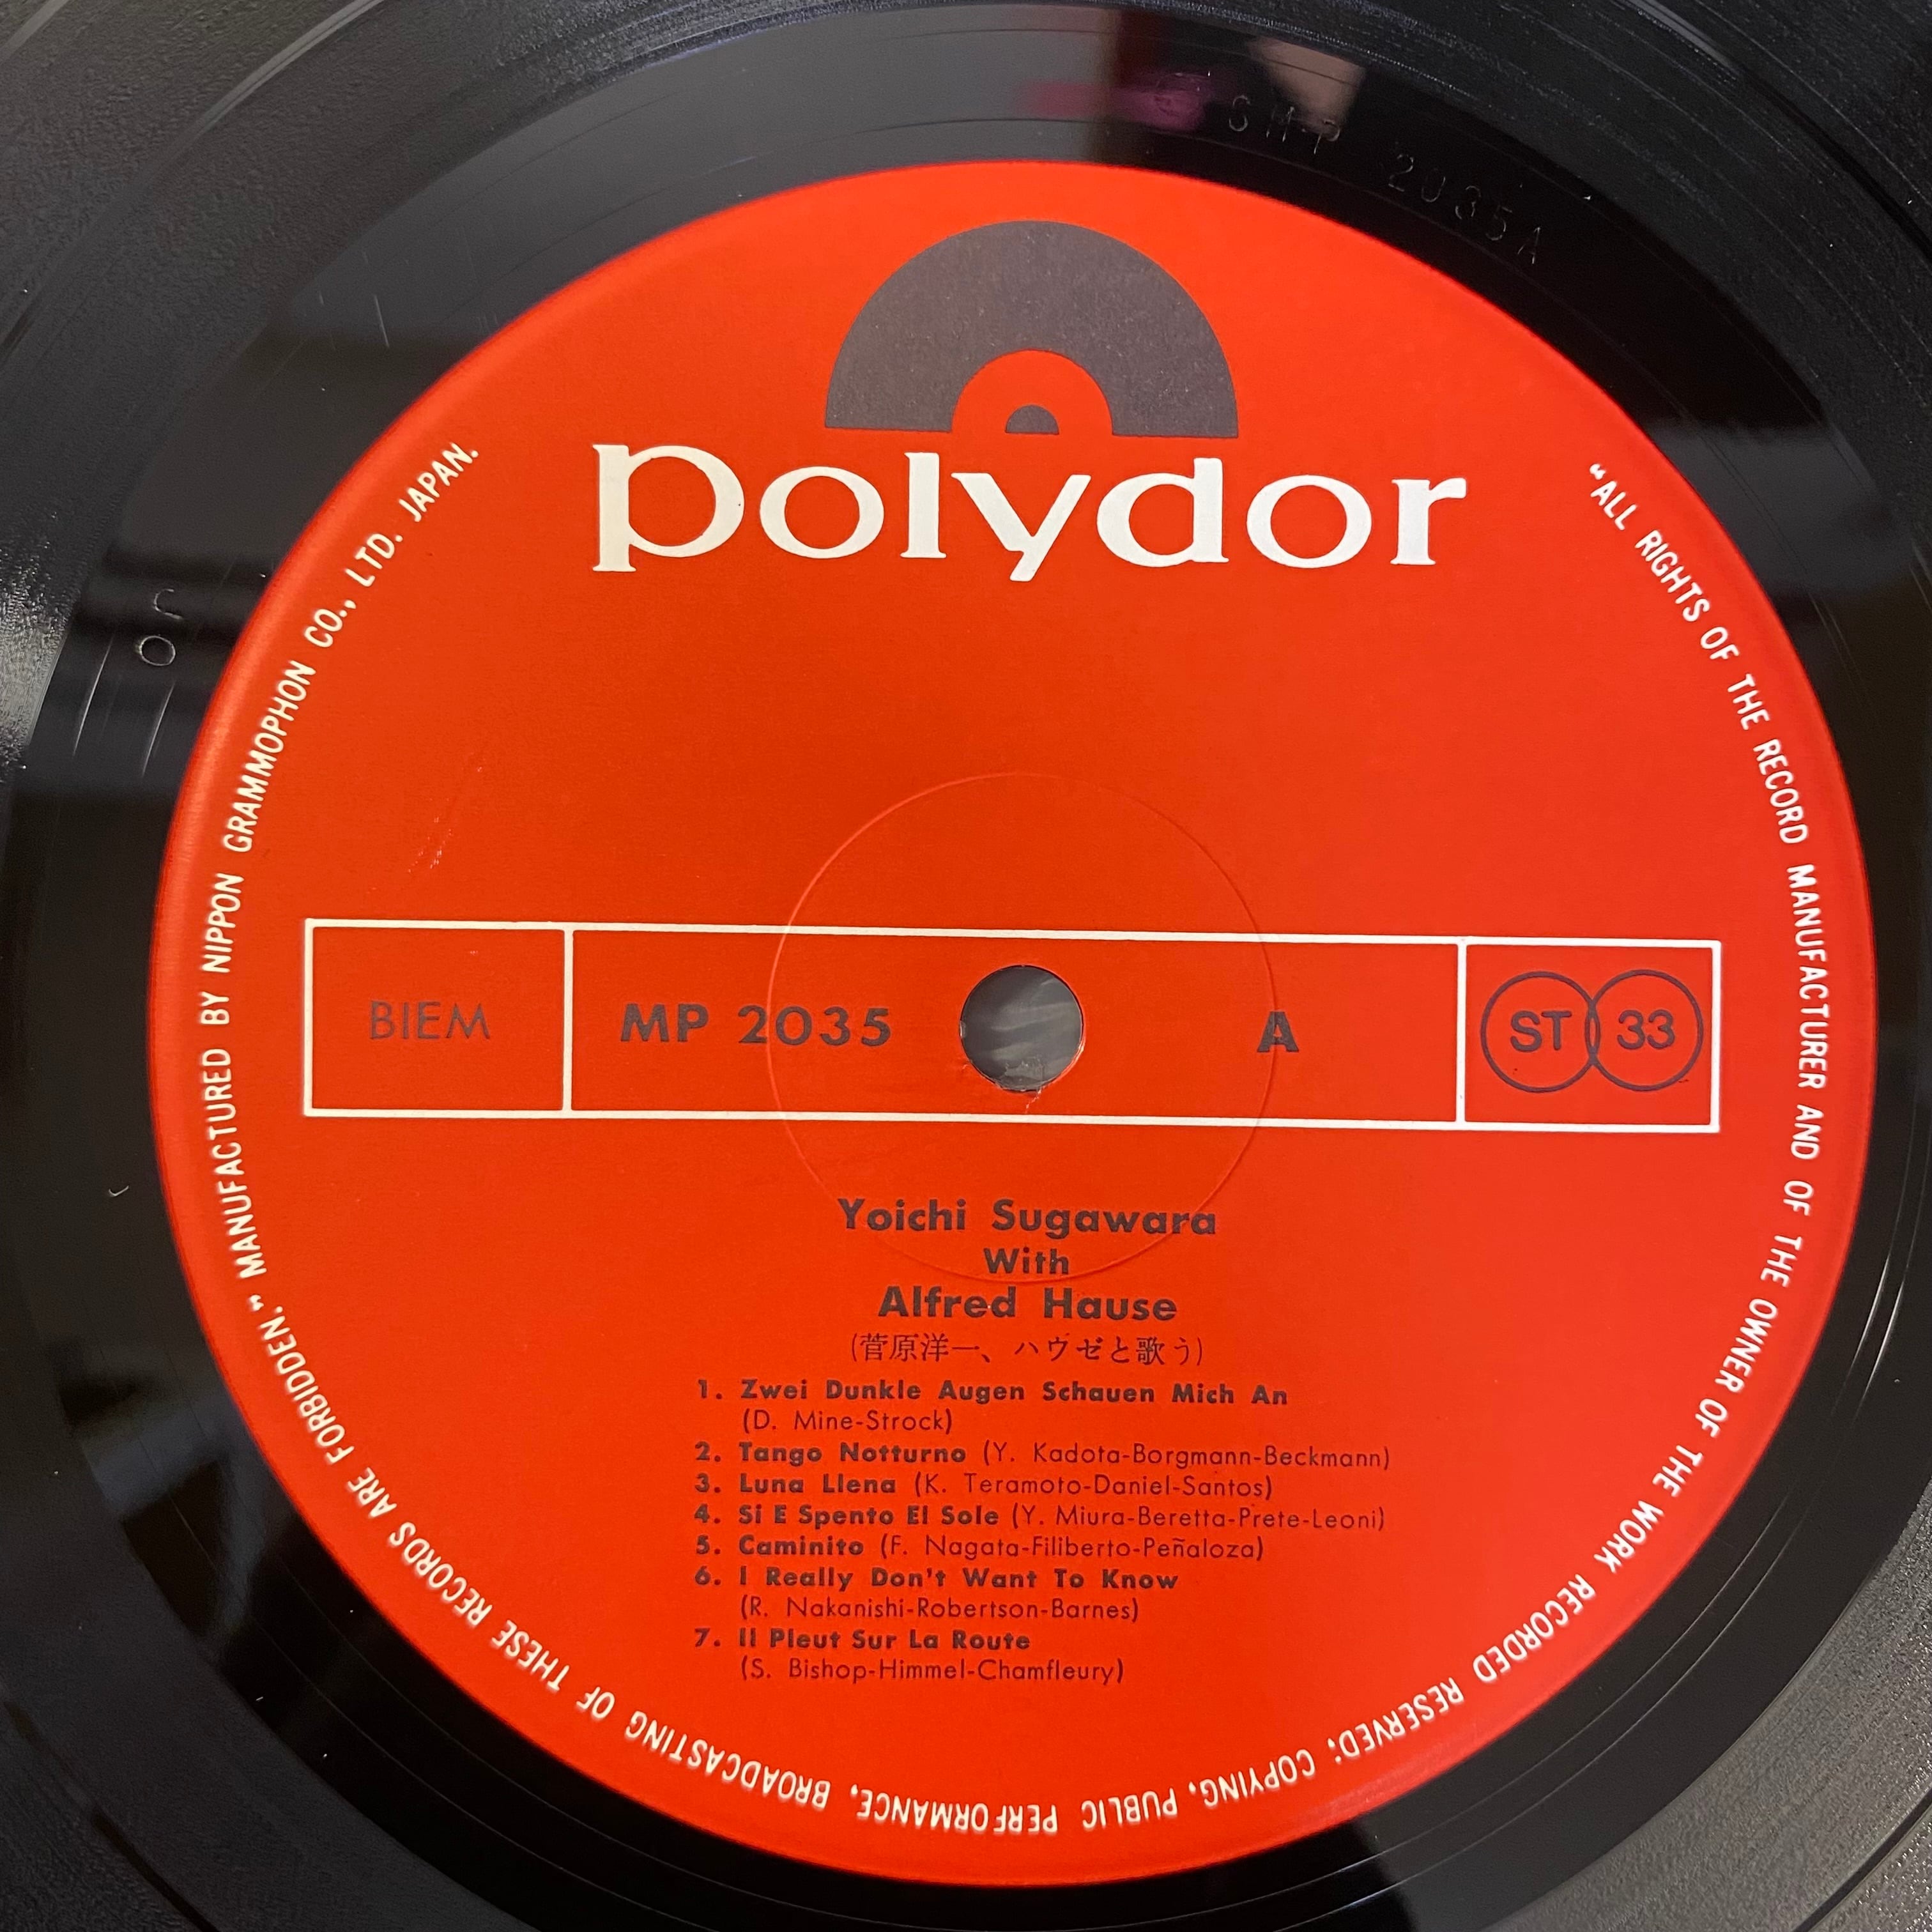 SMP 2035A
polydor
"ALL RIGHTS OF THE RECORD MANUFACTURER AND OF THE OWNER OF THE WORK RECORDED RESERVED; COPYING, PUBLIC PERFORMANCE, BROADCASTING OF THESE RECORDS ARE FORBIDDEN." MANUFACTURED BY NIPPON GRAMMOPHON CO., LTD. JAPAN.
BIEM MP 2035 A ST 33
Yoichi Sugawara
With
Alfred Hause
(菅原洋一、ハウゼと歌う)
1. Zwei Dunkle Augen Schauen Mich An
(D. Mine-Strock)
2. Tango Notturno (Y. Kadota-Borgmann-Beckmann)
3. Luna Llena (K. Teramoto-Daniel-Santos)
4. Si E Spento El Sole (Y. Miura-Beretta-Prete-Leoni)
5. Caminito (F. Nagata-Filiberto-Peñaloza)
6. I Really Don't Want To Know
(R. Nakanishi-Robertson-Barnes)
7. Il Pleut Sur La Route
(S. Bishop-Himmel-Chamfleury)